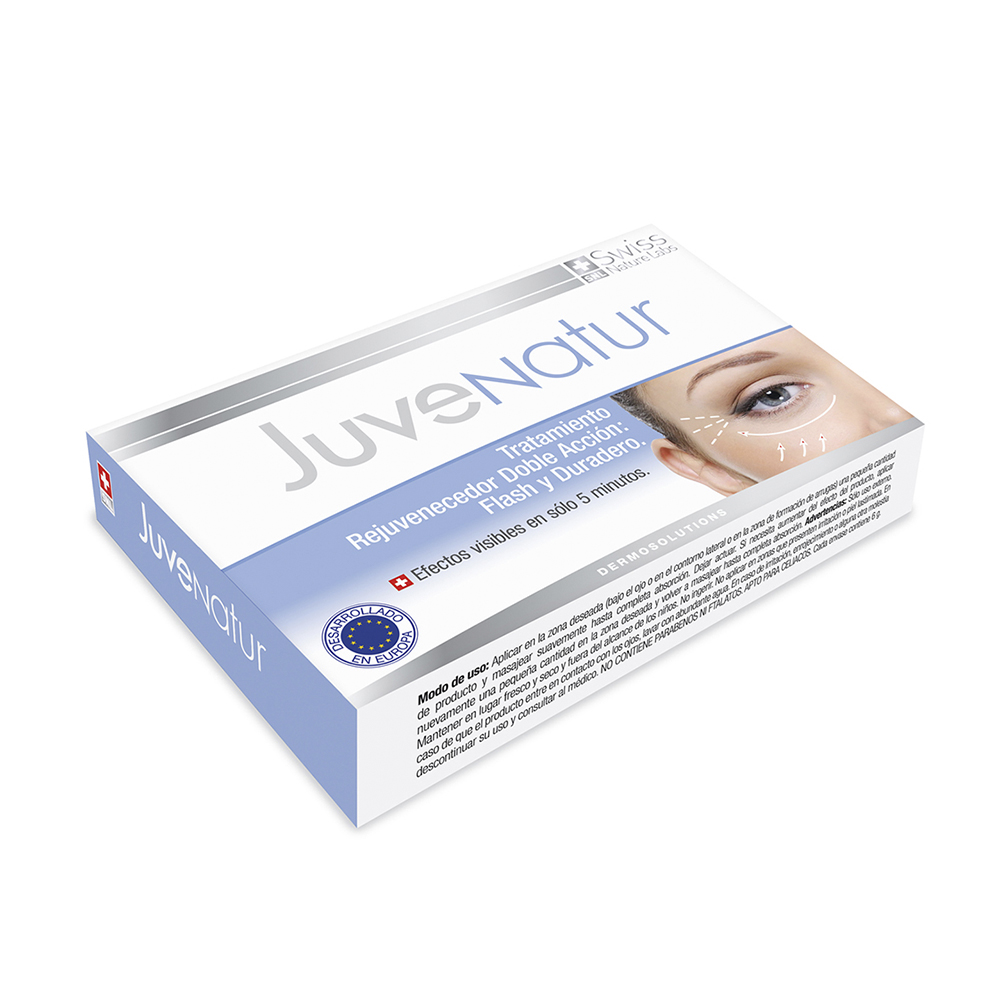 Swiss
SNL Nature Labs
JuveNatur
Tratamiento
Rejuvenecedor Doble Acción:
Flash y Duradero.
Efectos visibles en sólo 5 minutos.
DERMOSOLUTIONS
DESARROLLADO
EN EUROPA
JuveNatur
Modo de uso: Aplicar en la zona deseada (bajo el ojo o en el contorno lateral o en la zona de formación de arrugas) una pequeña cantidad
de producto y masajear suavemente hasta completa absorción. Dejar actuar. Si necesita aumentar del efecto del producto, aplicar
nuevamente una pequeña cantidad en la zona deseada y volver a masajear hasta completa absorción. Advertencias: Sólo uso externo.
Mantener en lugar fresco y seco y fuera del alcance de los niños. No ingerir. No aplicar en zonas que presenten irritación o piel lastimada. En
caso de que el producto entre en contacto con los ojos, lavar con abundante agua. En caso de irritación, enrojecimiento o alguna otra molestia
descontinuar su uso y consultar al médico. NO CONTIENE PARABENOS NI FTALATOS. APTO PARA CELIACOS. Cada envase contiene 6 g